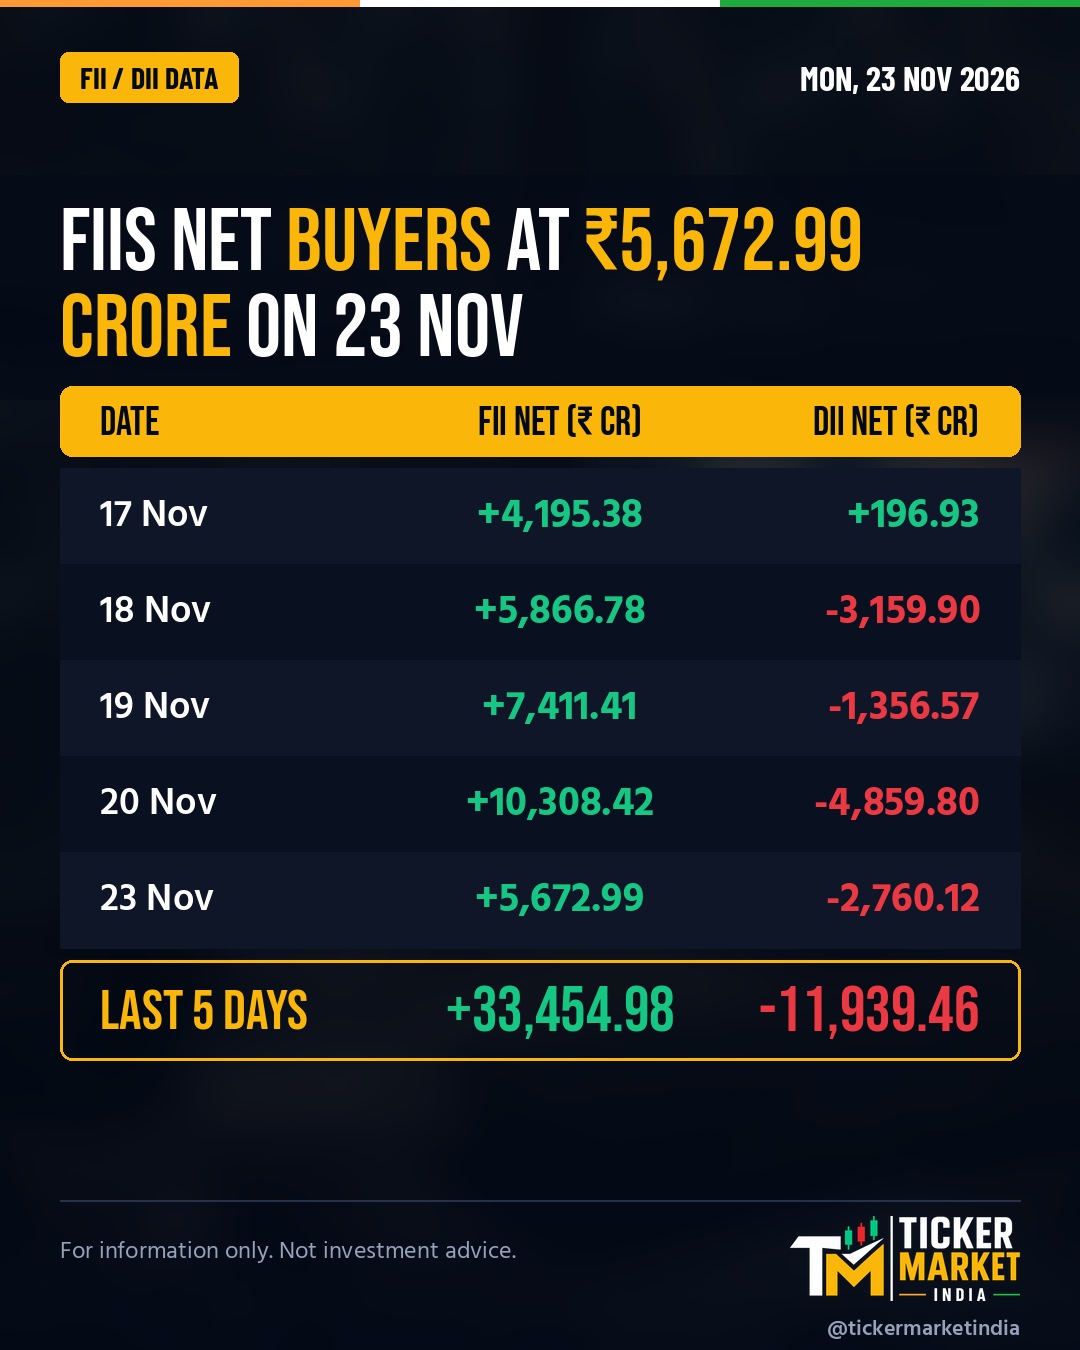 FII / DII DATA
MON, 23 NOV 2026
FIIS NET BUYERS AT ₹5,672.99
CRORE ON 23 NOV
DATE FII NET (₹ CR) DII NET (₹ CR)
17 Nov +4,195.38 +196.93
18 Nov +5,866.78 -3,159.90
19 Nov +7,411.41 -1,356.57
20 Nov +10,308.42 -4,859.80
23 Nov +5,672.99 -2,760.12
LAST 5 DAYS +33,454.98 -11,939.46
For information only. Not investment advice.
TM
TICKER
MARKET
INDIA
@tickermarketindia